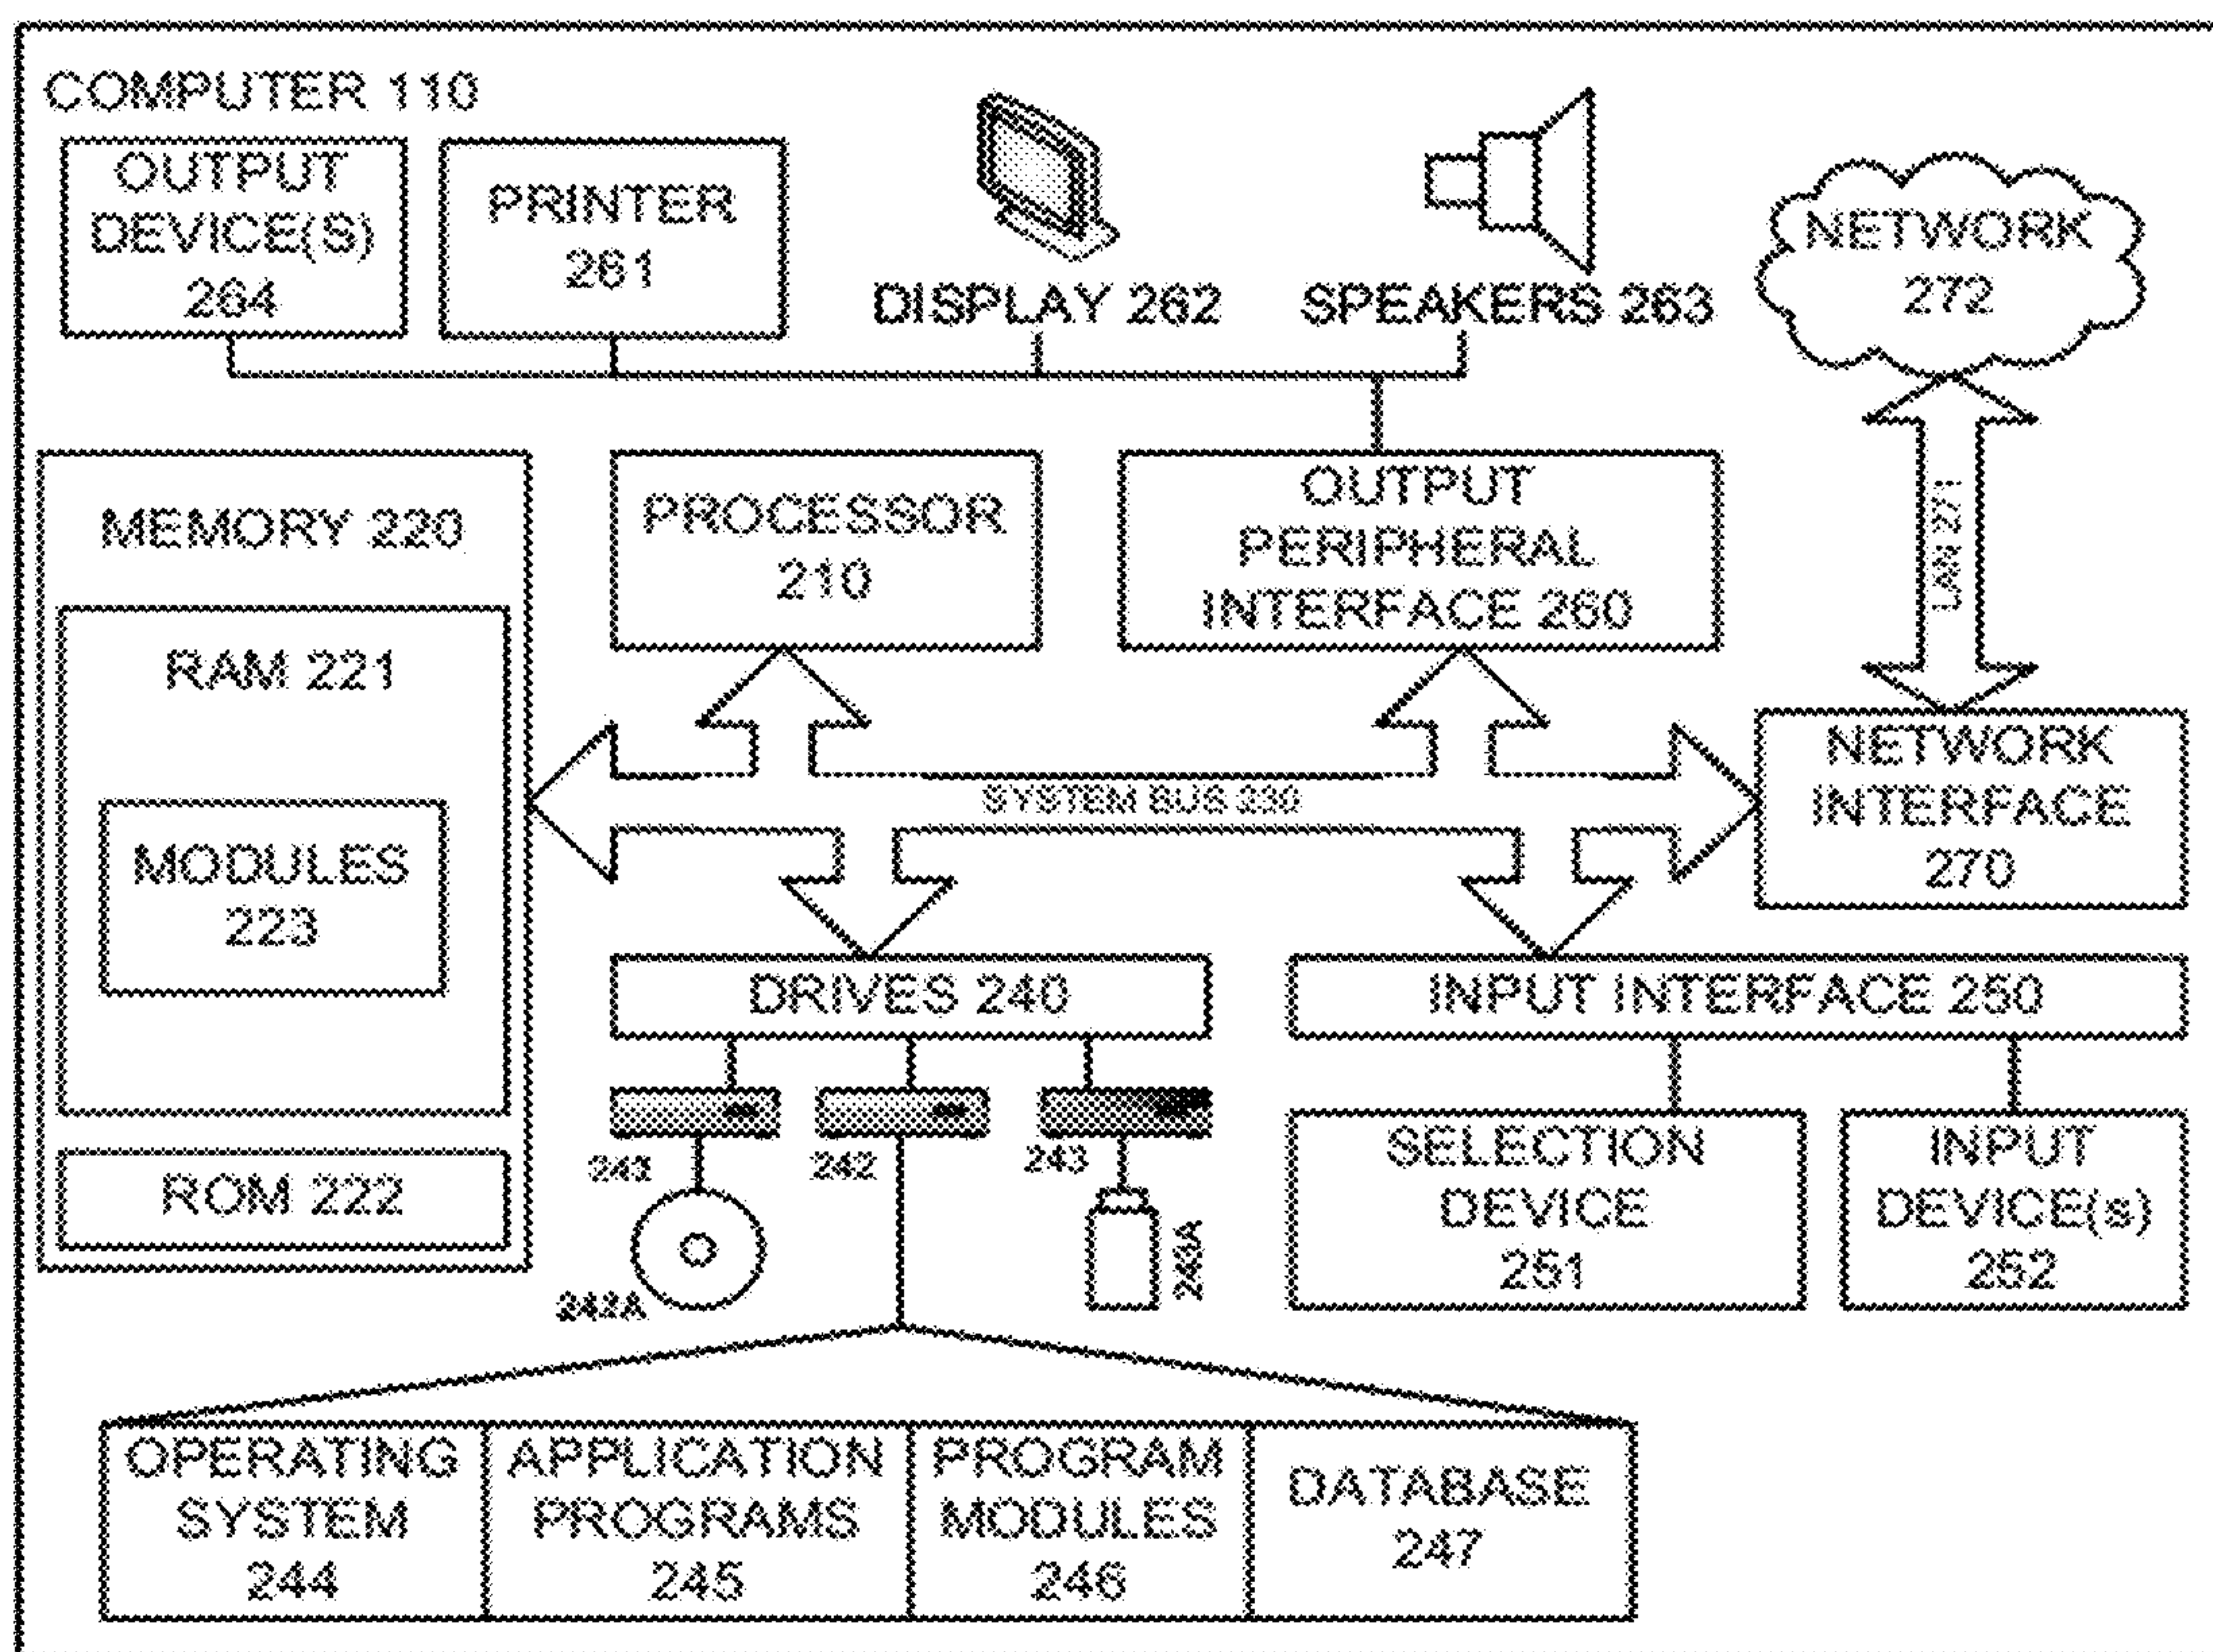 COMPUTER 110
OUTPUT
DEVICE(S)
264
PRINTER
261
DISPLAY 262
SPEAKERS 263
NETWORK
272
MEMORY 220
RAM 221
MODULES
223
ROM 222
PROCESSOR
210
OUTPUT
PERIPHERAL
INTERFACE 260
LAN 271
SYSTEM BUS 230
NETWORK
INTERFACE
270
DRIVES 240
INPUT INTERFACE 250
243
242
243
242A
243A
SELECTION
DEVICE
251
INPUT
DEVICE(s)
252
OPERATING
SYSTEM
244
APPLICATION
PROGRAMS
245
PROGRAM
MODULES
246
DATABASE
247